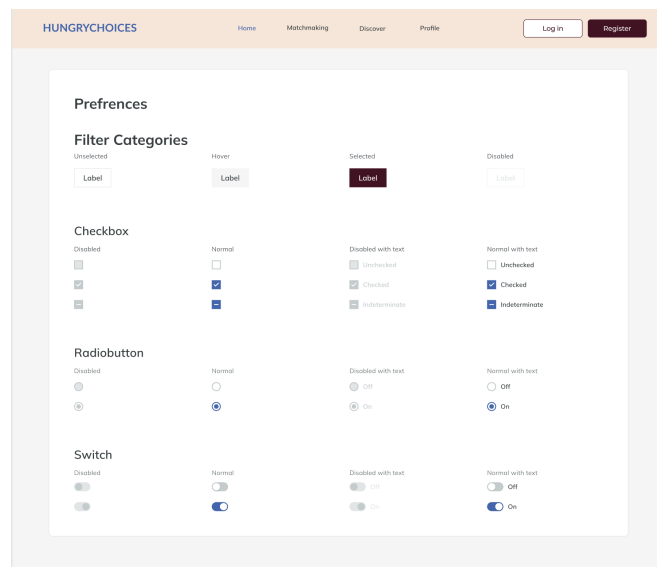 HUNGRYCHOICES Home Matchmaking Discover Profile Log in Register
Prefrences
Filter Categories
Unselected Hover Selected Disabled
Label Label Label Label
Checkbox
Disabled Normal Disabled with text Normal with text
Unchecked Unchecked
Checked Checked
Indeterminate Indeterminate
Radiobutton
Disabled Normal Disabled with text Normal with text
Off Off
On On
Switch
Disabled Normal Disabled with text Normal with text
Off Off
On On